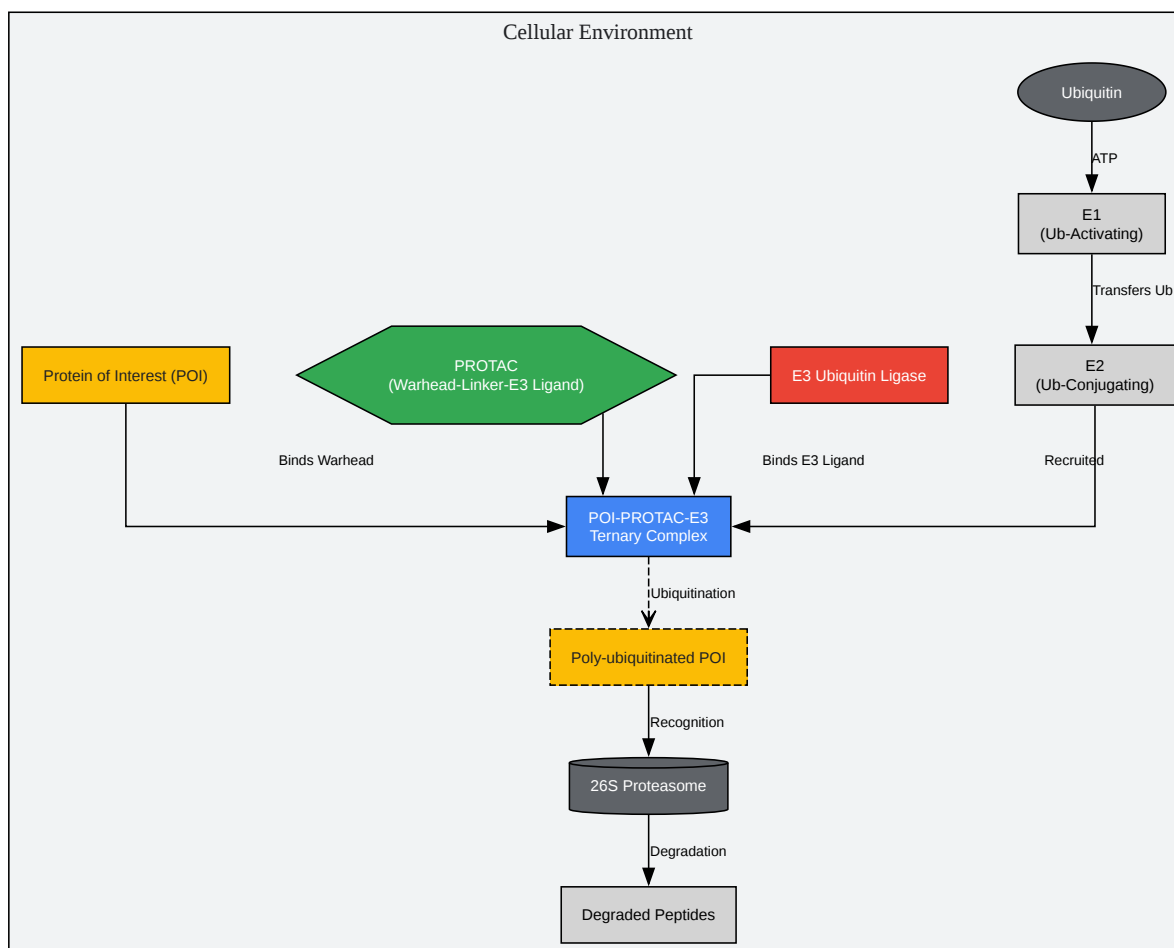 Cellular Environment
Ubiquitin
ATP
E1
(Ub-Activating)
Transfers Ub
Protein of Interest (POI)
PROTAC
(Warhead-Linker-E3 Ligand)
E3 Ubiquitin Ligase
E2
(Ub-Conjugating)
Binds Warhead
Binds E3 Ligand
Recruited
POI-PROTAC-E3
Ternary Complex
Ubiquitination
Poly-ubiquitinated POI
Recognition
26S Proteasome
Degradation
Degraded Peptides